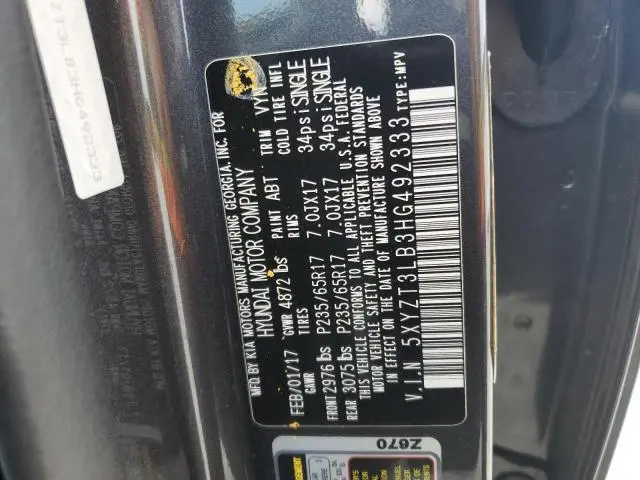 MFD BY KIA MOTORS MANUFACTURING GEORGIA, INC. FOR
HYUNDAI MOTOR COMPANY
FEB/01/17 GVWR 4872 lbs PAINT ABT TRIM VYN
GAWR TIRES RIMS COLD TIRE INFL
FRONT 2976 lbs P235/65R17 7.0JX17 34psi SINGLE
REAR 3075 lbs P235/65R17 7.0JX17 34psi SINGLE
THIS VEHICLE CONFORMS TO ALL APPLICABLE U.S.A. FEDERAL
MOTOR VEHICLE SAFETY AND THEFT PREVENTION STANDARDS
IN EFFECT ON THE DATE OF MANUFACTURE SHOWN ABOVE.
V.I.N 5XYZT3LB3HG492333 TYPE:MPV
Z670